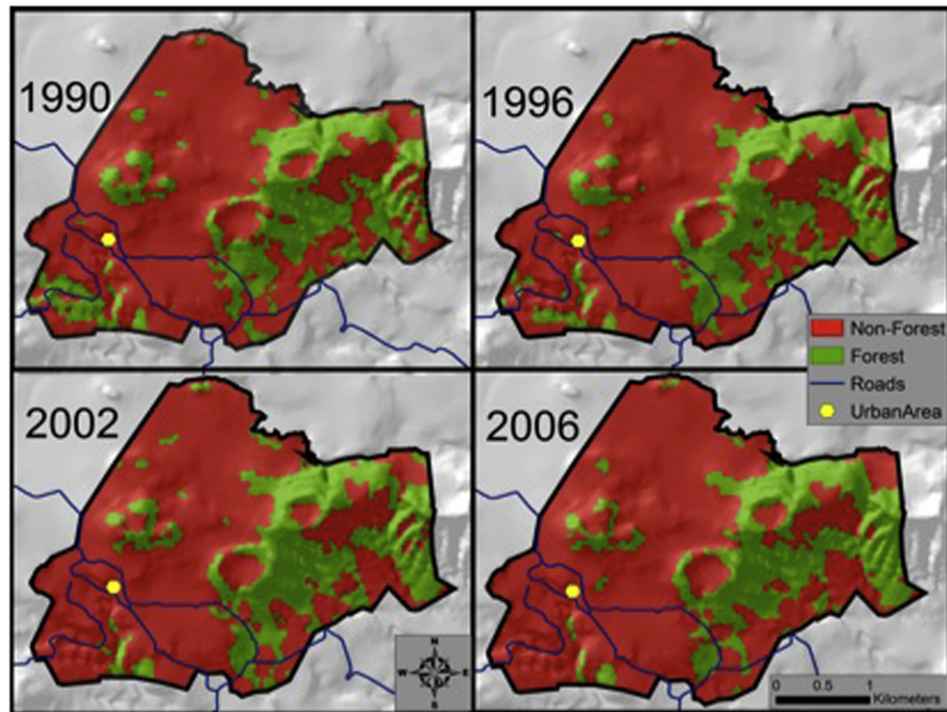 1990
1996
Non-Forest
Forest
Roads
UrbanArea
2002
2006
N
W E
S
0 0.5 1
Kilometers